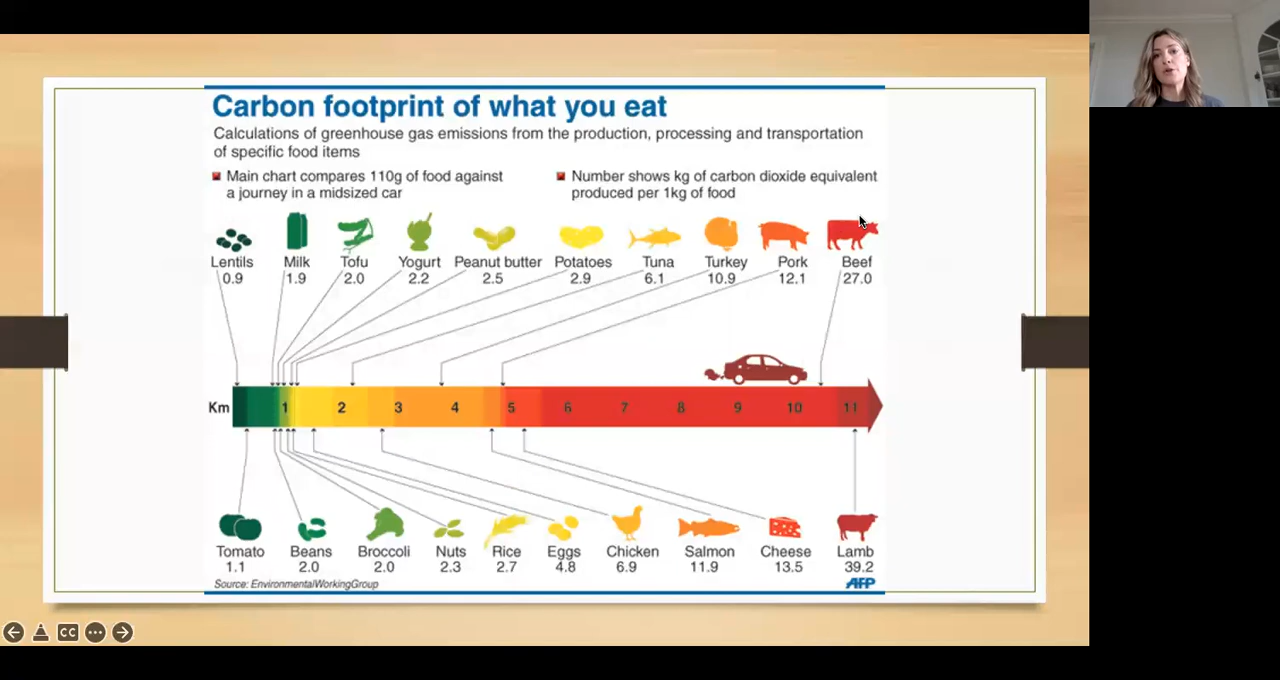 Carbon footprint of what you eat
Calculations of greenhouse gas emissions from the production, processing and transportation
of specific food items
Main chart compares 110g of food against
a journey in a midsized car
Number shows kg of carbon dioxide equivalent
produced per 1kg of food
Lentils Milk Tofu Yogurt Peanut butter Potatoes Tuna Turkey Pork Beef
0.9 1.9 2.0 2.2 2.5 2.9 6.1 10.9 12.1 27.0
Km 1 2 3 4 5 6 7 8 9 10 11
Tomato Beans Broccoli Nuts Rice Eggs Chicken Salmon Cheese Lamb
1.1 2.0 2.0 2.3 2.7 4.8 6.9 11.9 13.5 39.2
Source: EnvironmentalWorkingGroup AFP
CC